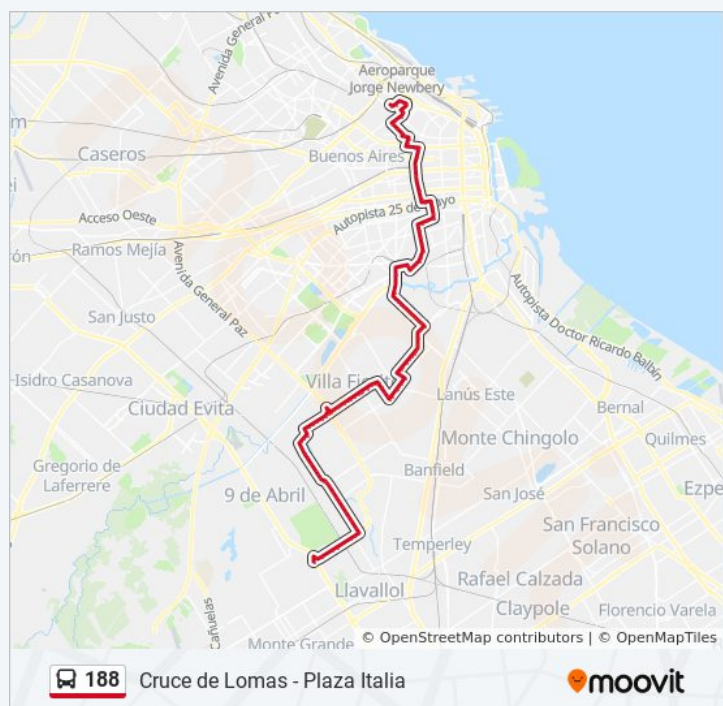 Avenida General P
Aeroparque
Jorge Newbery
Caseros
Buenos Aires
Acceso Oeste
Autopista 25 de Mayo
Ramos Mejía
Avenida General Paz
San Justo
Autopista Doctor Ricardo Balbín
Isidro Casanova
Villa Fiorito
Lanús Este
Bernal
Ciudad Evita
Monte Chingolo
Quilmes
Gregorio de
Laferrere
Banfield
9 de Abril
San José
Ezpe
San Francisco
Solano
Temperley
Llavallol
Rafael Calzada
Claypole
Florencio Varela
Cañuelas
Monte Grande
© OpenStreetMap contributors | © OpenMapTiles
188 Cruce de Lomas - Plaza Italia
moovit